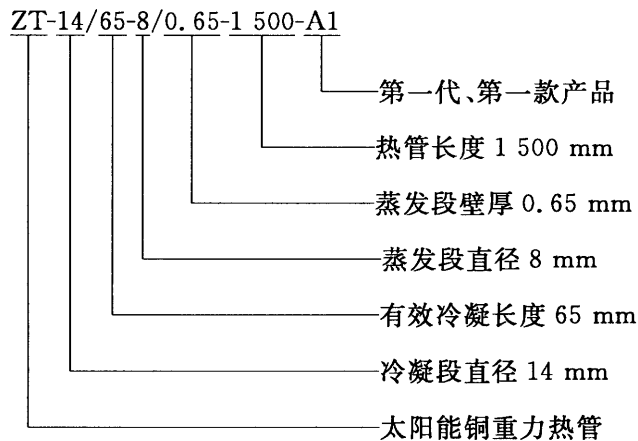 ZT-14/65-8/0.65-1 500-A1
第一代、第一款产品
热管长度 1 500 mm
蒸发段壁厚 0.65 mm
蒸发段直径 8 mm
有效冷凝长度 65 mm
冷凝段直径 14 mm
太阳能铜重力热管